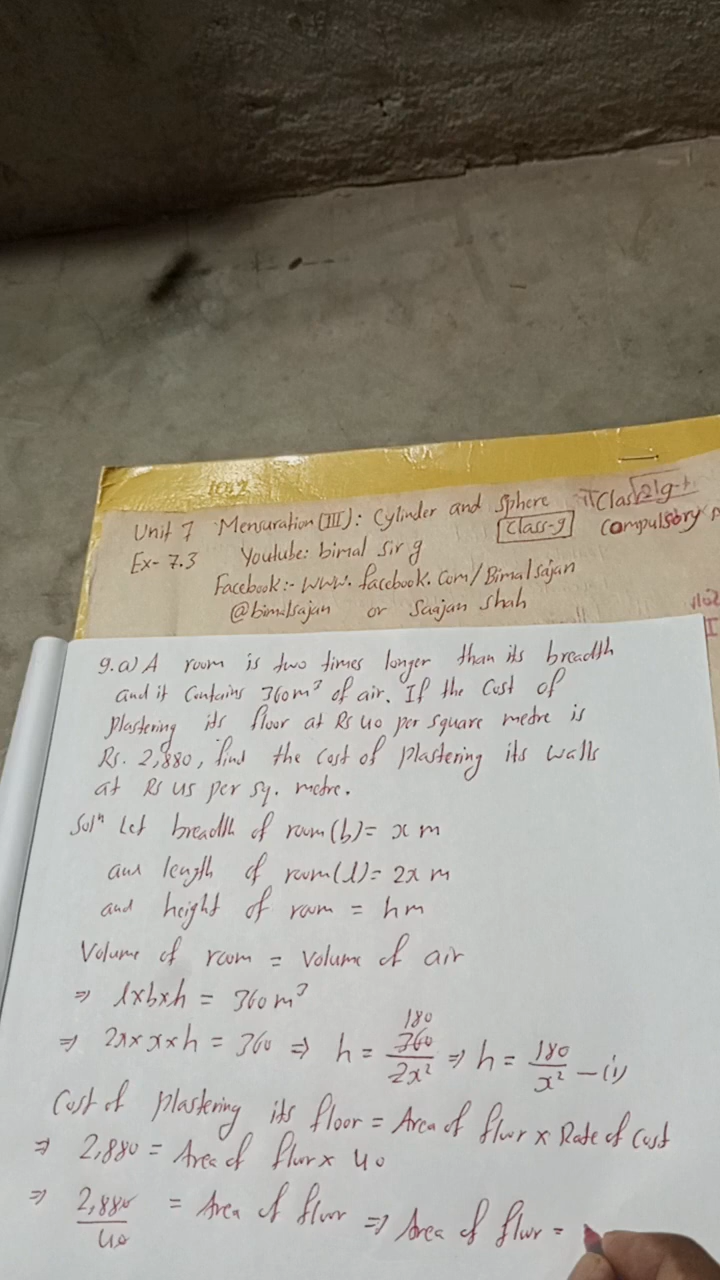 Unit 7 Mensuration (III): Cylinder and Sphere
Class-9
Compulsory
Ex- 7.3 Youtube: bimal sir g
Facebook:- WWW. facebook. Com/Bimalsajan
@bimalsajan or Saajan Shah
9.a) A room is two times longer than its breadth
and it contains 360m³ of air. If the Cost of
plastering its floor at Rs 40 per square metre is
Rs. 2,880, find the cost of plastering its walls
at Rs 45 per sq. metre.
Solⁿ Let breadth of room(b)= x m
and length of room(l)= 2x m
and height of room = hm
Volume of room = Volume of air
⇒ l×b×h = 360m³
180
⇒ 2x × x × h = 360 ⇒ h = 360/2x² ⇒ h = 180/x² – (i)
Cost of plastering its floor = Area of floor × Rate of Cost
⇒ 2,880 = Area of floor × 40
⇒ 2,880/40 = Area of floor ⇒ Area of floor =